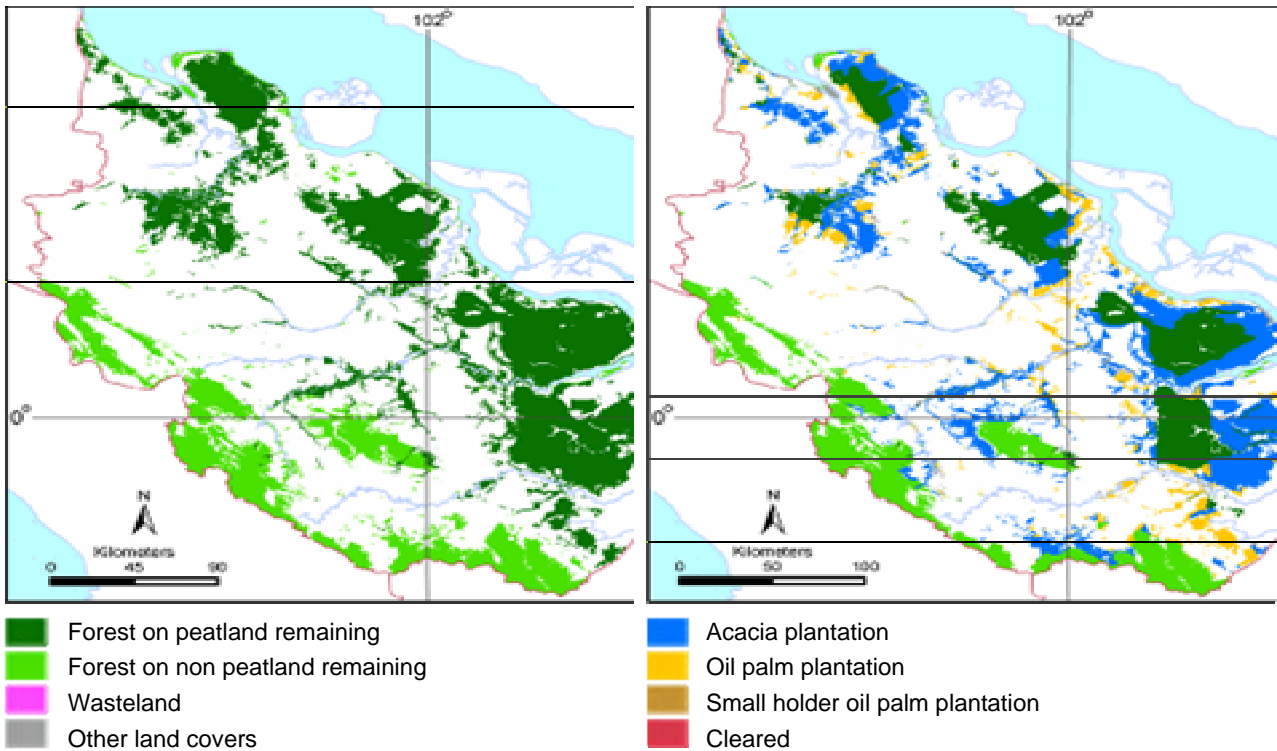 102°
0°
N
Kilometers
0 45 90
102°
0°
N
Kilometers
0 50 100
Forest on peatland remaining
Forest on non peatland remaining
Wasteland
Other land covers
Acacia plantation
Oil palm plantation
Small holder oil palm plantation
Cleared